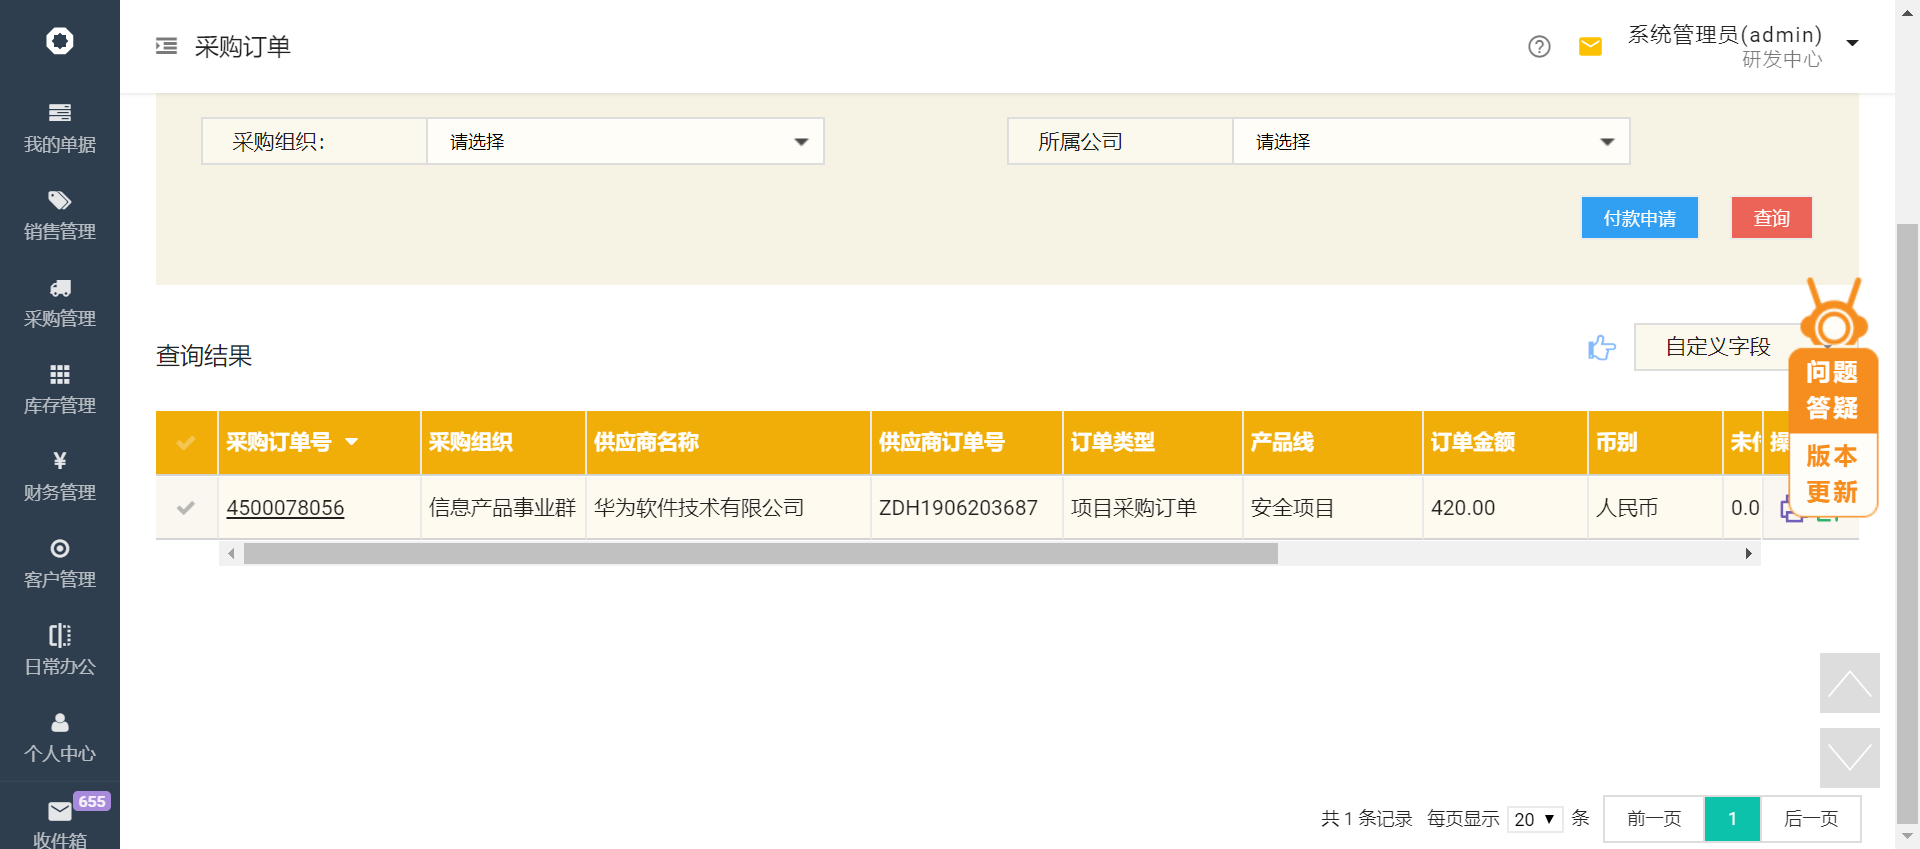 采购订单
系统管理员(admin)
研发中心
我的单据
销售管理
采购管理
库存管理
财务管理
客户管理
日常办公
个人中心
655
收件箱
采购组织：
请选择
所属公司
请选择
付款申请
查询
查询结果
自定义字段
问题
答疑
版本
更新
采购订单号 采购组织 供应商名称 供应商订单号 订单类型 产品线 订单金额 币别
4500078056 信息产品事业群 华为软件技术有限公司 ZDH1906203687 项目采购订单 安全项目 420.00 人民币 0.0
共 1 条记录 每页显示 20 条 前一页 1 后一页